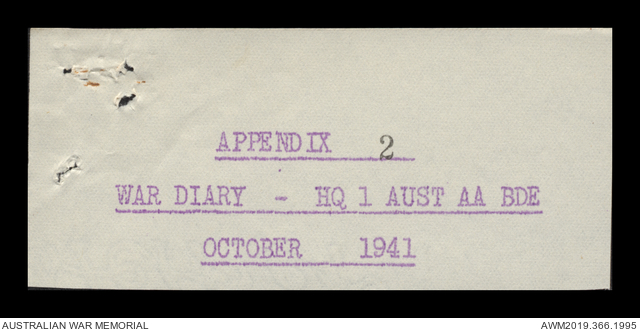 APPENDIX 2
WAR DIARY - HQ 1 AUST AA BDE
OCTOBER 1941
AUSTRALIAN WAR MEMORIAL
AWM2019.366.1995